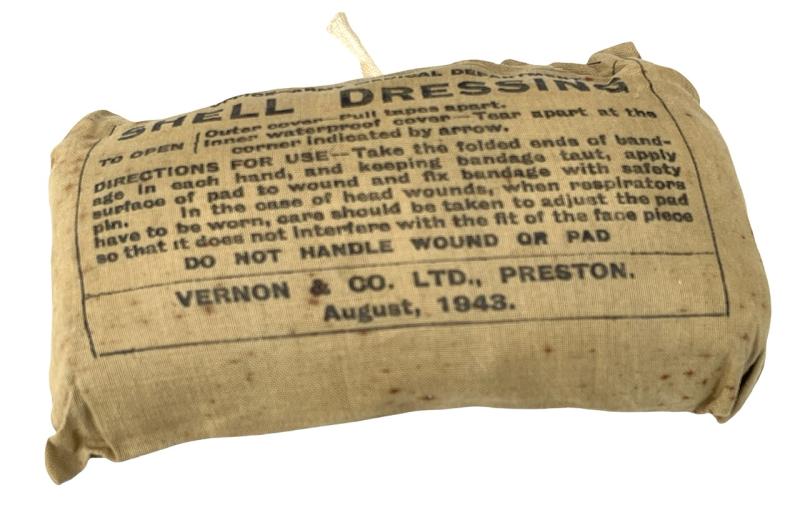 MEDICAL DEPARTMENT
SHELL DRESSING
TO OPEN { Outer cover—Pull tapes apart.
Inner waterproof cover—Tear apart at the
corner indicated by arrow.
DIRECTIONS FOR USE—Take the folded ends of band-
age in each hand, and keeping bandage taut, apply
surface of pad to wound and fix bandage with safety
pin. In the case of head wounds, when respirators
have to be worn, care should be taken to adjust the pad
so that it does not interfere with the fit of the face piece
DO NOT HANDLE WOUND OR PAD
VERNON & CO. LTD., PRESTON.
August, 1943.